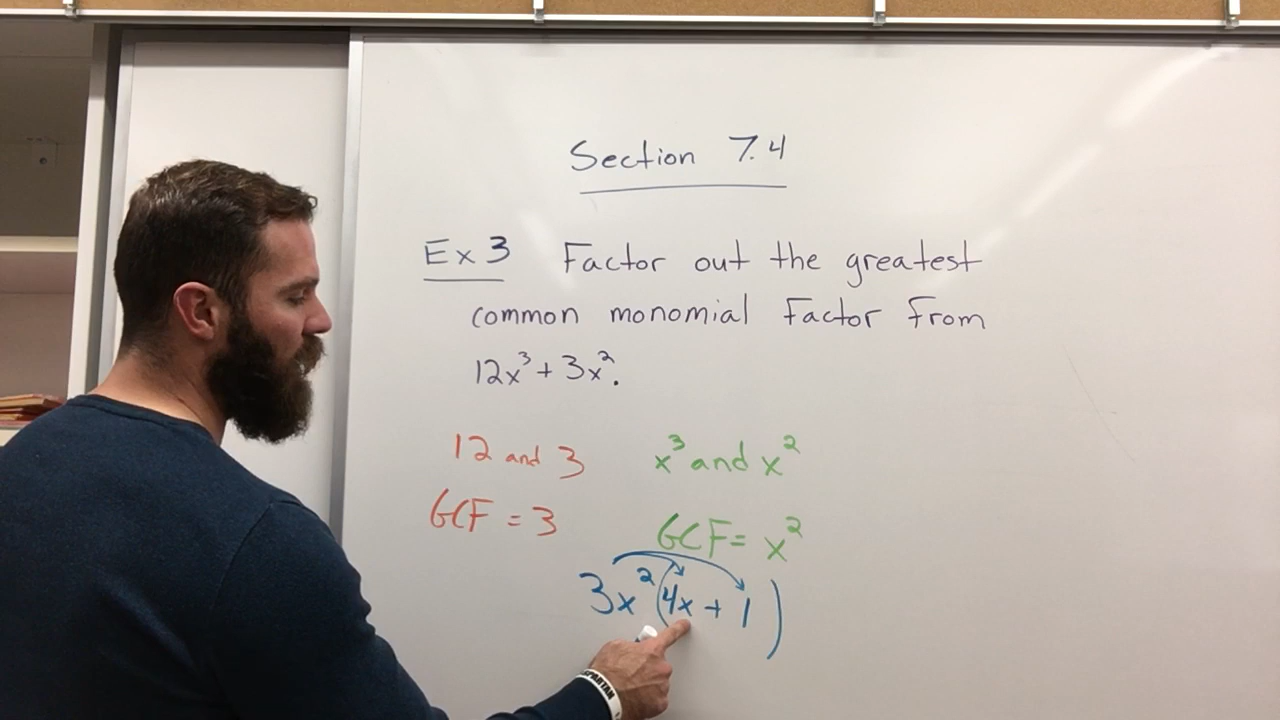 Section 7.4
Ex 3 Factor out the greatest
common monomial factor from
12x³ + 3x².
12 and 3 x³ and x²
GCF = 3 GCF = x²
3x²(4x + 1)
SPARTAN